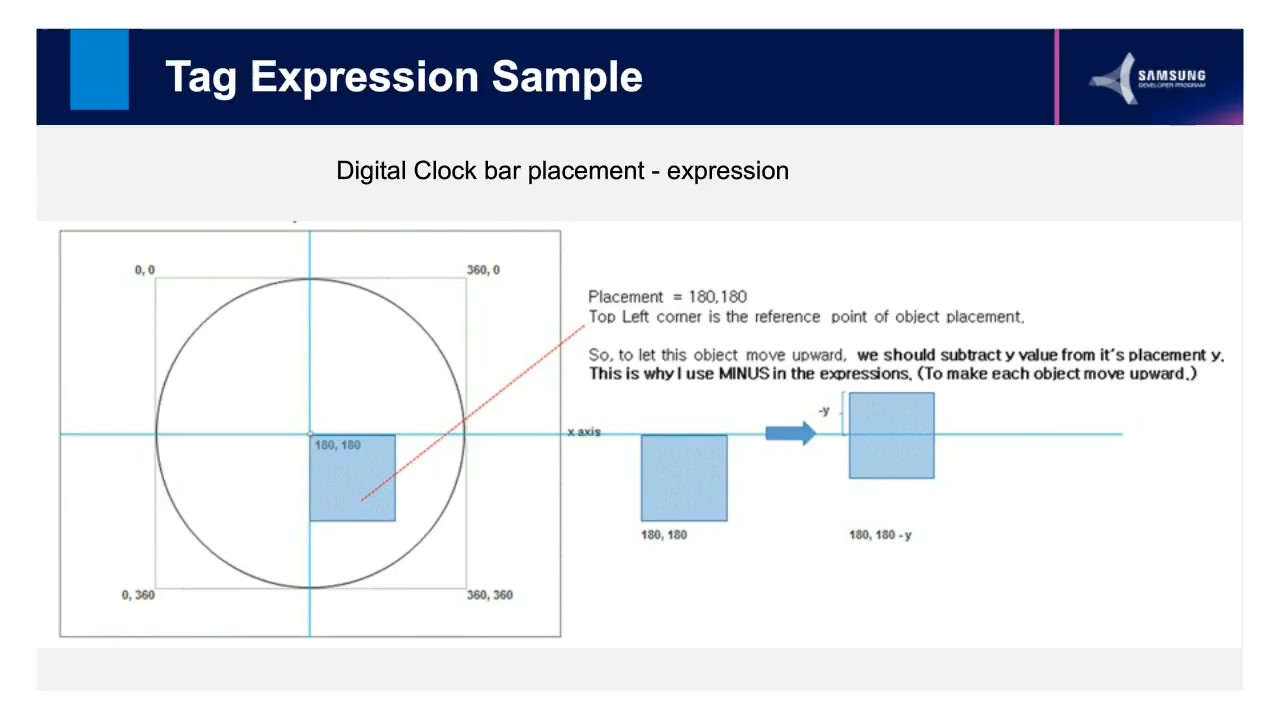 Tag Expression Sample
SAMSUNG
DEVELOPER PROGRAM
Digital Clock bar placement - expression
0, 0
360, 0
Placement = 180,180
Top Left corner is the reference point of object placement.
So, to let this object move upward, we should subtract y value from it's placement y.
This is why I use MINUS in the expressions. (To make each object move upward.)
-y
x axis
180, 180
180, 180
180, 180 - y
0, 360
360, 360